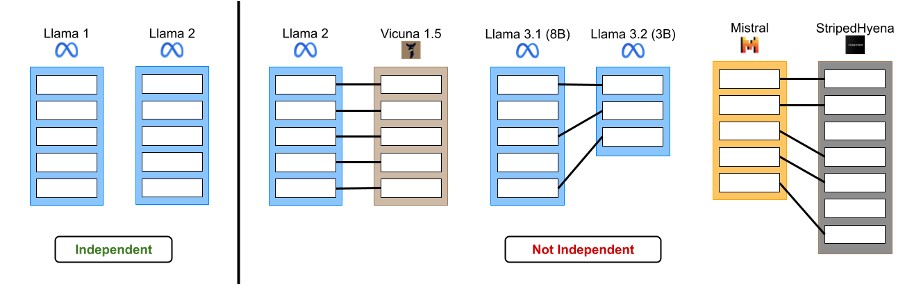 Llama 1
Llama 2
Independent
Llama 2
Vicuna 1.5
Llama 3.1 (8B)
Llama 3.2 (3B)
Mistral
StripedHyena
Not Independent